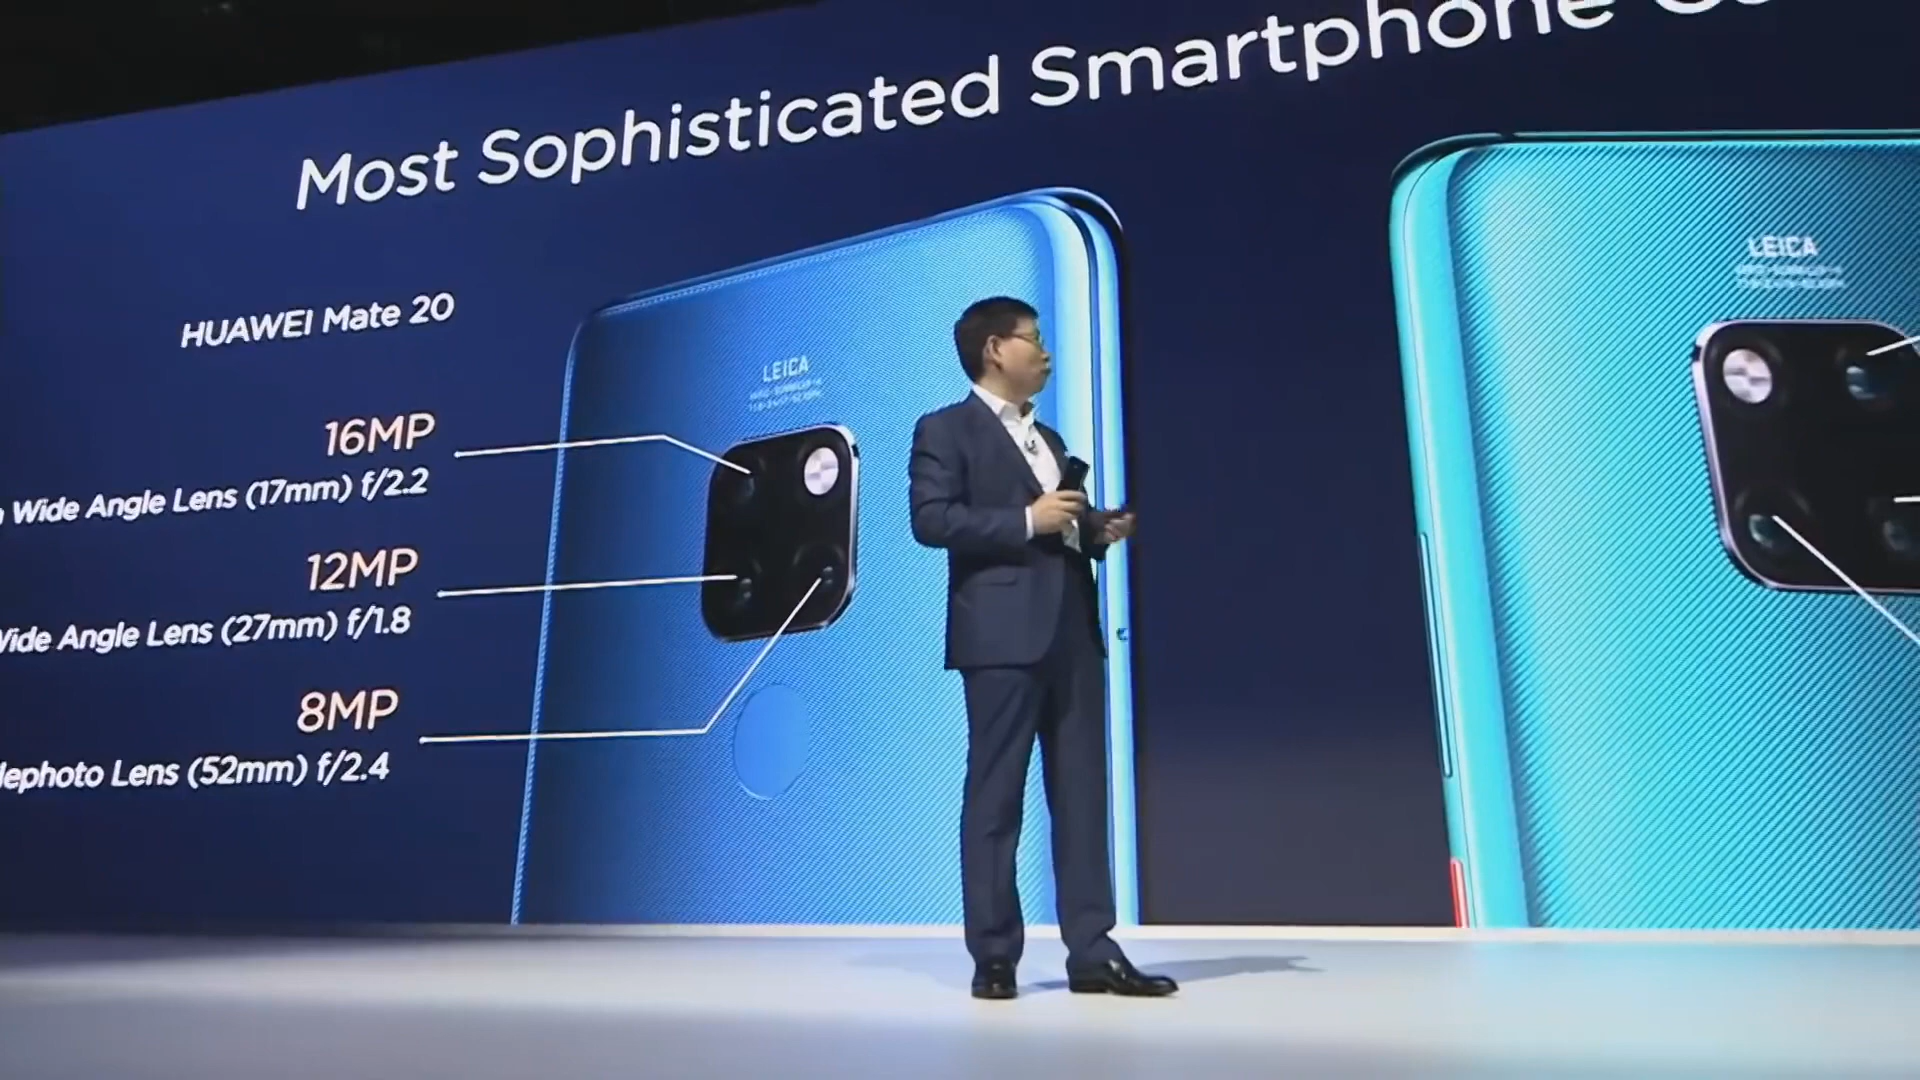 Most Sophisticated Smartphone
HUAWEI Mate 20
16MP
Wide Angle Lens (17mm) f/2.2
12MP
Wide Angle Lens (27mm) f/1.8
8MP
lephoto Lens (52mm) f/2.4
LEICA
LEICA